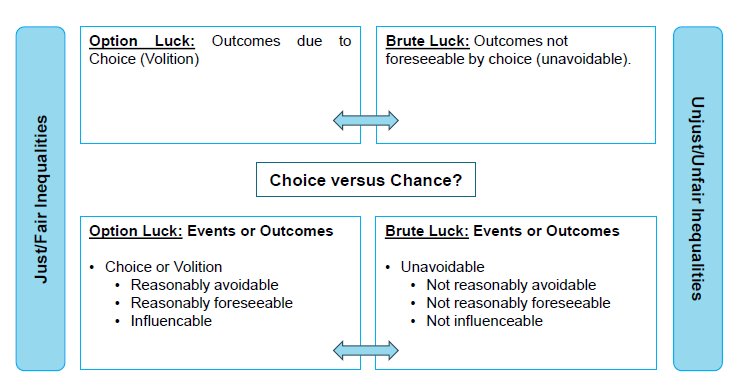 Just/Fair Inequalities
Option Luck: Outcomes due to
Choice (Volition)
Brute Luck: Outcomes not
foreseeable by choice (unavoidable).
Unjust/Unfair Inequalities
Choice versus Chance?
Option Luck: Events or Outcomes
• Choice or Volition
• Reasonably avoidable
• Reasonably foreseeable
• Influencable
Brute Luck: Events or Outcomes
• Unavoidable
• Not reasonably avoidable
• Not reasonably foreseeable
• Not influenceable